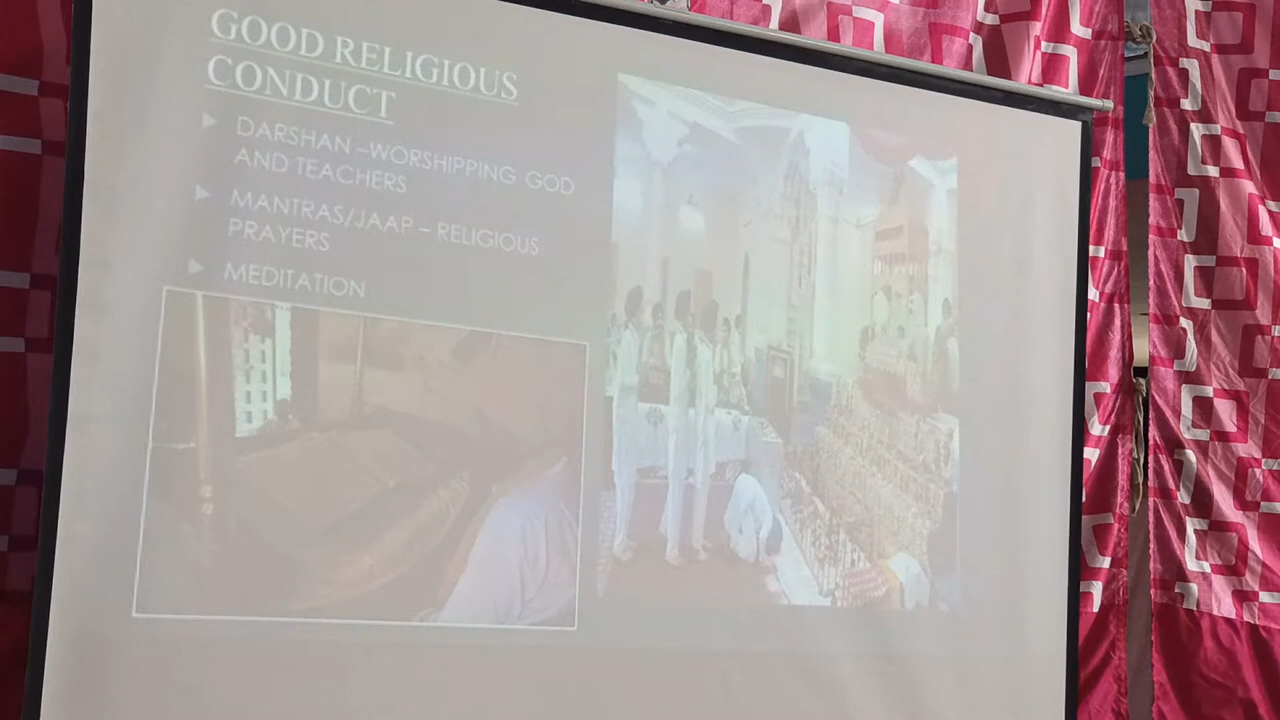 GOOD RELIGIOUS
CONDUCT
DARSHAN –WORSHIPPING GOD
AND TEACHERS
MANTRAS/JAAP – RELIGIOUS
PRAYERS
MEDITATION